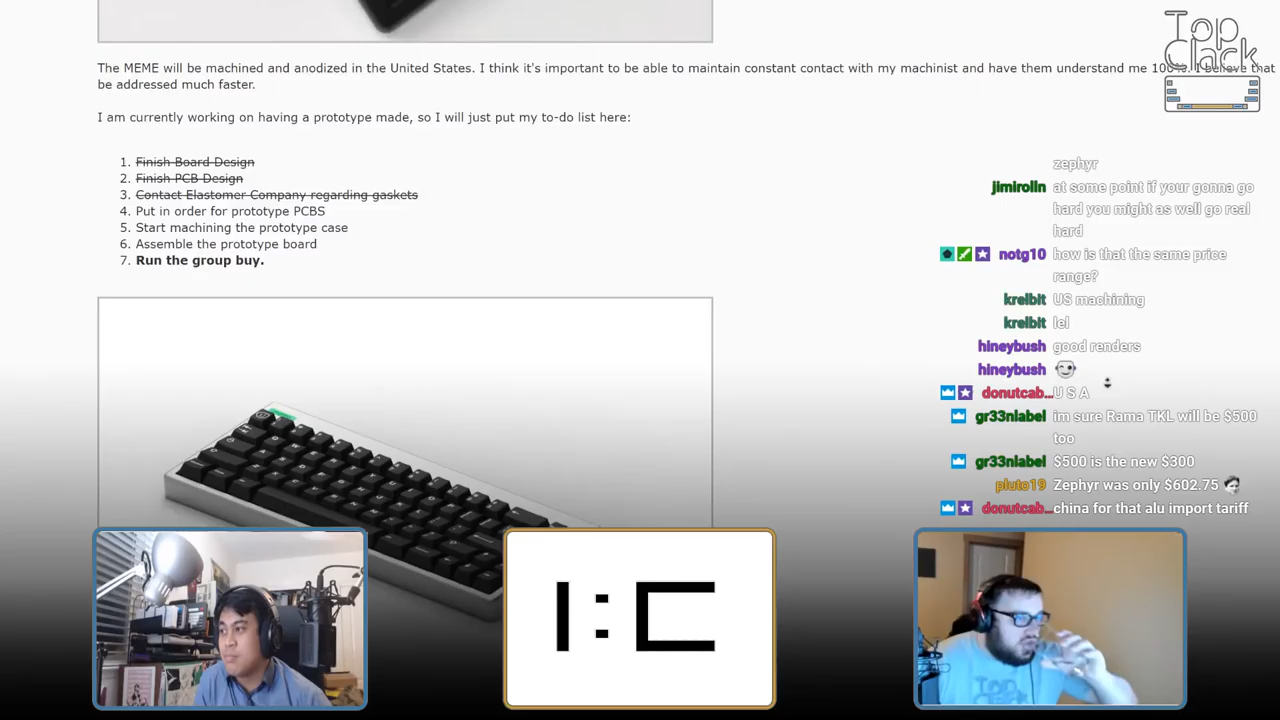 Top
Clack
The MEME will be machined and anodized in the United States. I think it's important to be able to maintain constant contact with my machinist and have them understand me 100%. I believe that
be addressed much faster.
I am currently working on having a prototype made, so I will just put my to-do list here:
1. Finish Board Design
2. Finish PCB Design
3. Contact Elastomer Company regarding gaskets
4. Put in order for prototype PCBS
5. Start machining the prototype case
6. Assemble the prototype board
7. Run the group buy.
zephyr
jimirolln at some point if your gonna go
hard you might as well go real
hard
notg10 how is that the same price
range?
krelbit US machining
krelbit lel
hineybush good renders
hineybush
donutcab... U S A
gr33nlabel im sure Rama TKL will be $500
too
gr33nlabel $500 is the new $300
pluto19 Zephyr was only $602.75
donutcab... china for that alu import tariff